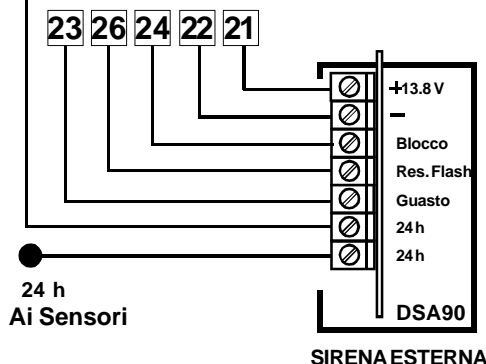 23 26 24 22 21
+13.8 V
–
Blocco
Res. Flash
Guasto
24 h
24 h
24 h
Ai Sensori
DSA90
SIRENA ESTERNA